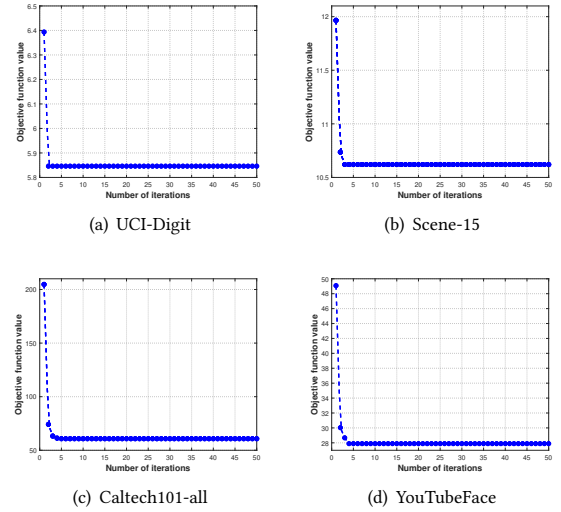 6.5
6.4
6.3
6.2
6.1
6
5.9
5.8
0 5 10 15 20 25 30 35 40 45 50
Objective function value
Number of iterations
(a) UCI-Digit
12
11.5
11
10.5
0 5 10 15 20 25 30 35 40 45 50
Objective function value
Number of iterations
(b) Scene-15
200
150
100
50
0 5 10 15 20 25 30 35 40 45 50
Objective function value
Number of iterations
(c) Caltech101-all
50
48
46
44
42
40
38
36
34
32
30
28
0 5 10 15 20 25 30 35 40 45 50
Objective function value
Number of iterations
(d) YouTubeFace